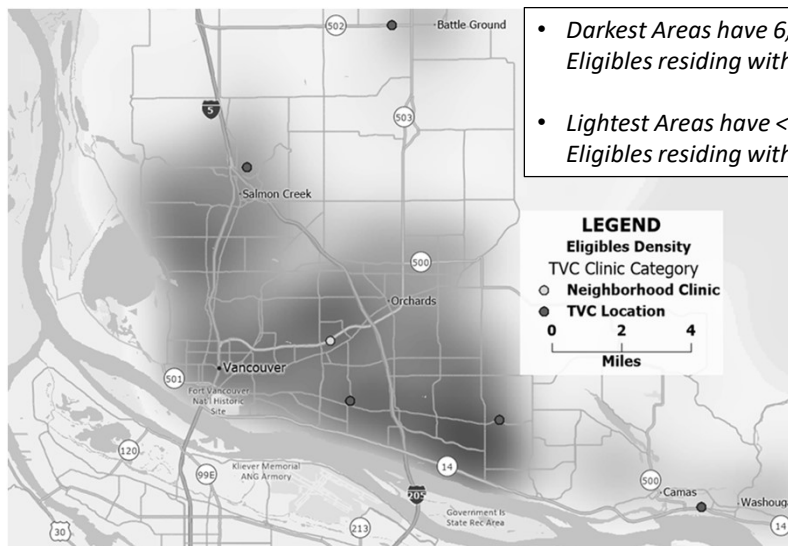 502
Battle Ground
• Darkest Areas have 6,
Eligibles residing with
• Lightest Areas have <
Eligibles residing with
5
503
Salmon Creek
LEGEND
Eligibles Density
TVC Clinic Category
Neighborhood Clinic
TVC Location
0 2 4
Miles
500
Orchards
Vancouver
501
Fort Vancouver
Nat'l Historic
Site
14
120
99E
Kliever Memorial
ANG Armory
205
Government Is
State Rec Area
213
30
500
Camas
Washouga
14